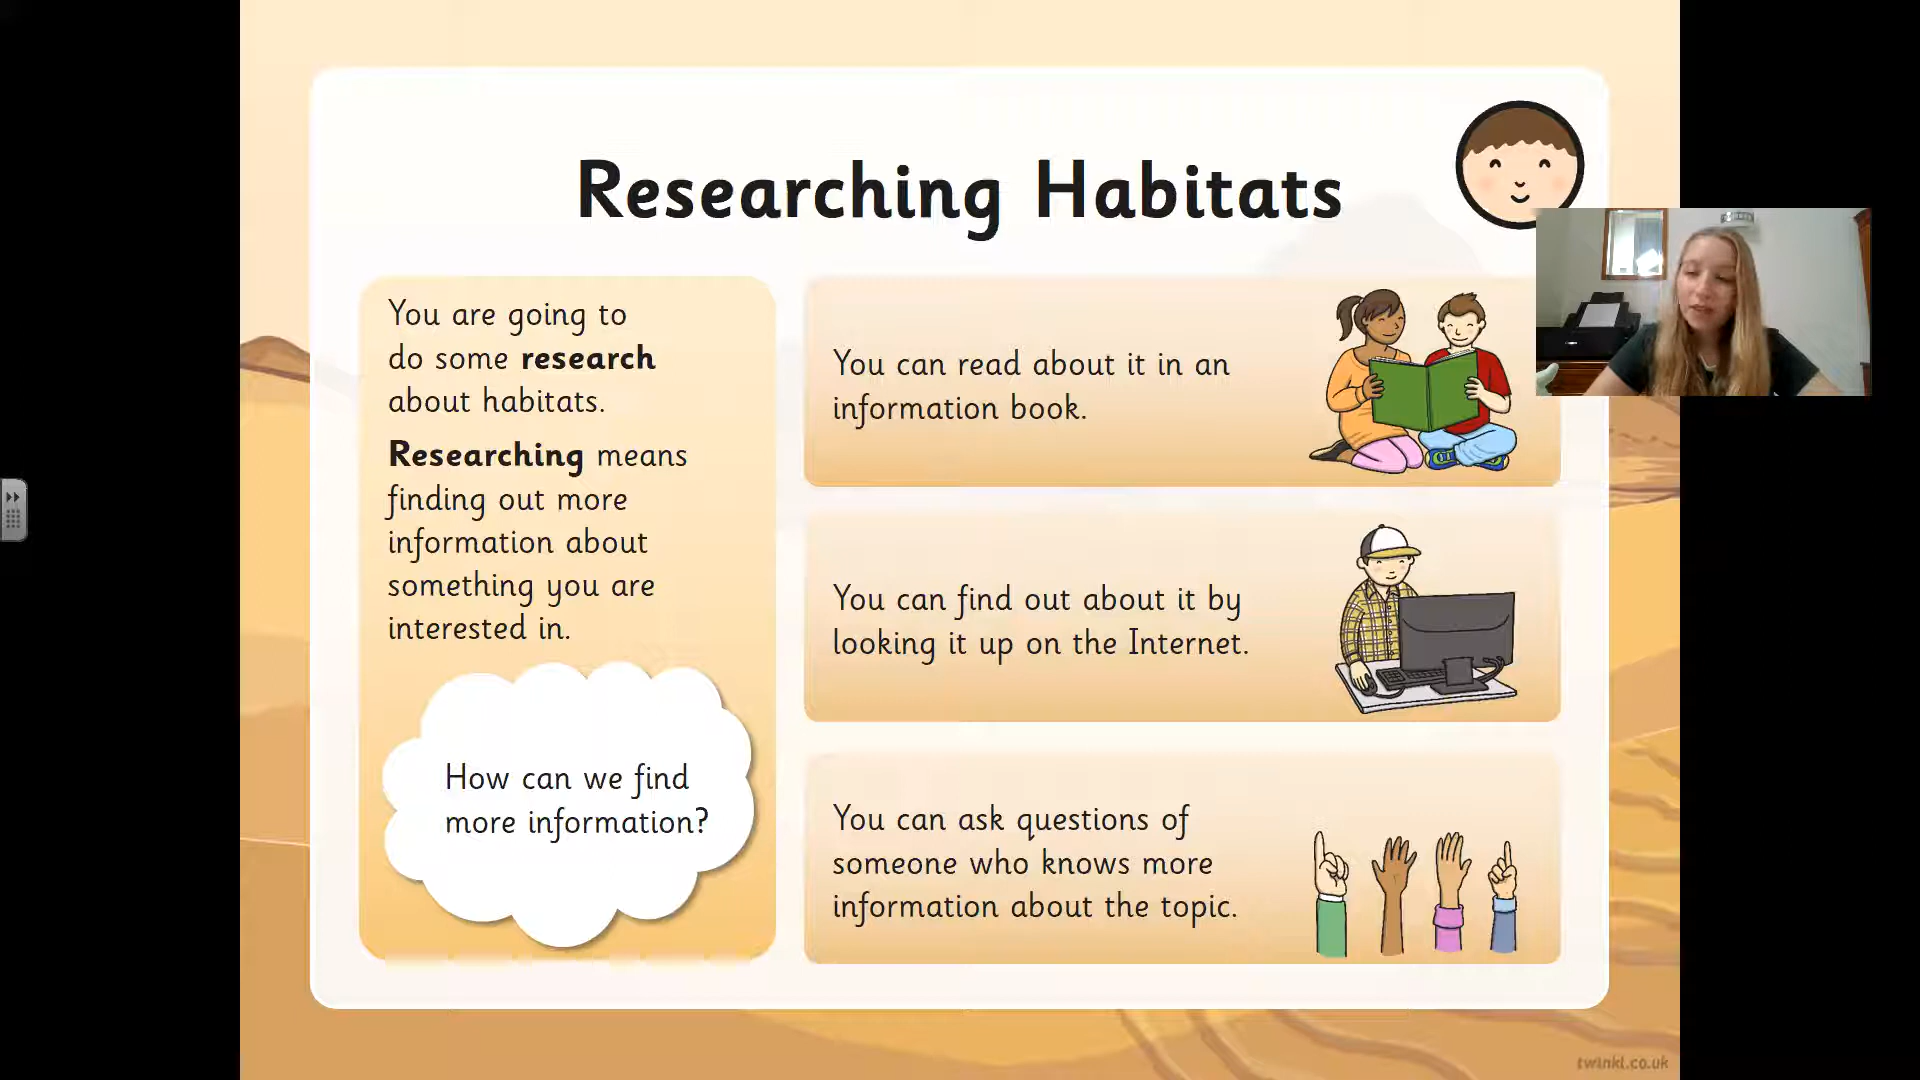 Researching Habitats
You are going to
do some research
about habitats.
Researching means
finding out more
information about
something you are
interested in.
How can we find
more information?
You can read about it in an
information book.
You can find out about it by
looking it up on the Internet.
You can ask questions of
someone who knows more
information about the topic.
twinkl.co.uk